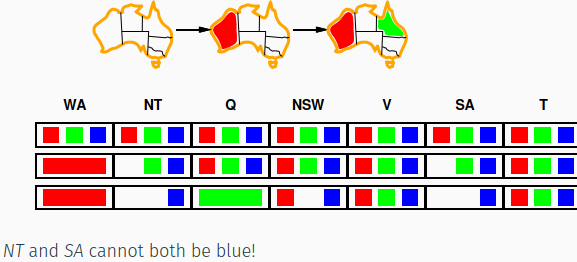 WA NT Q NSW V SA T
NT and SA cannot both be blue!